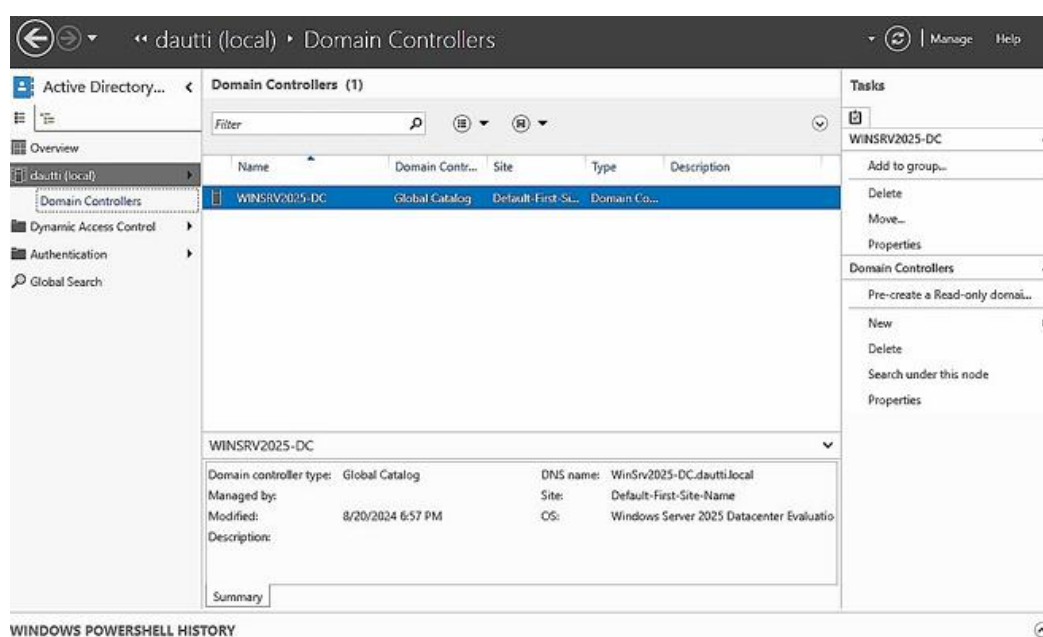 dautti (local) • Domain Controllers
Manage Help
Active Directory...
Overview
dautti (local)
Domain Controllers
Dynamic Access Control
Authentication
Global Search
Domain Controllers (1)
Filter
Name Domain Contr... Site Type Description
WINSRV2025-DC Global Catalog Default-First-Si... Domain Co...
WINSRV2025-DC
Domain controller type: Global Catalog DNS name: WinSrv2025-DC.dautti.local
Managed by: Site: Default-First-Site-Name
Modified: 8/20/2024 6:57 PM OS: Windows Server 2025 Datacenter Evaluatio
Description:
Summary
Tasks
WINSRV2025-DC
Add to group...
Delete
Move...
Properties
Domain Controllers
Pre-create a Read-only domai...
New
Delete
Search under this node
Properties
WINDOWS POWERSHELL HISTORY